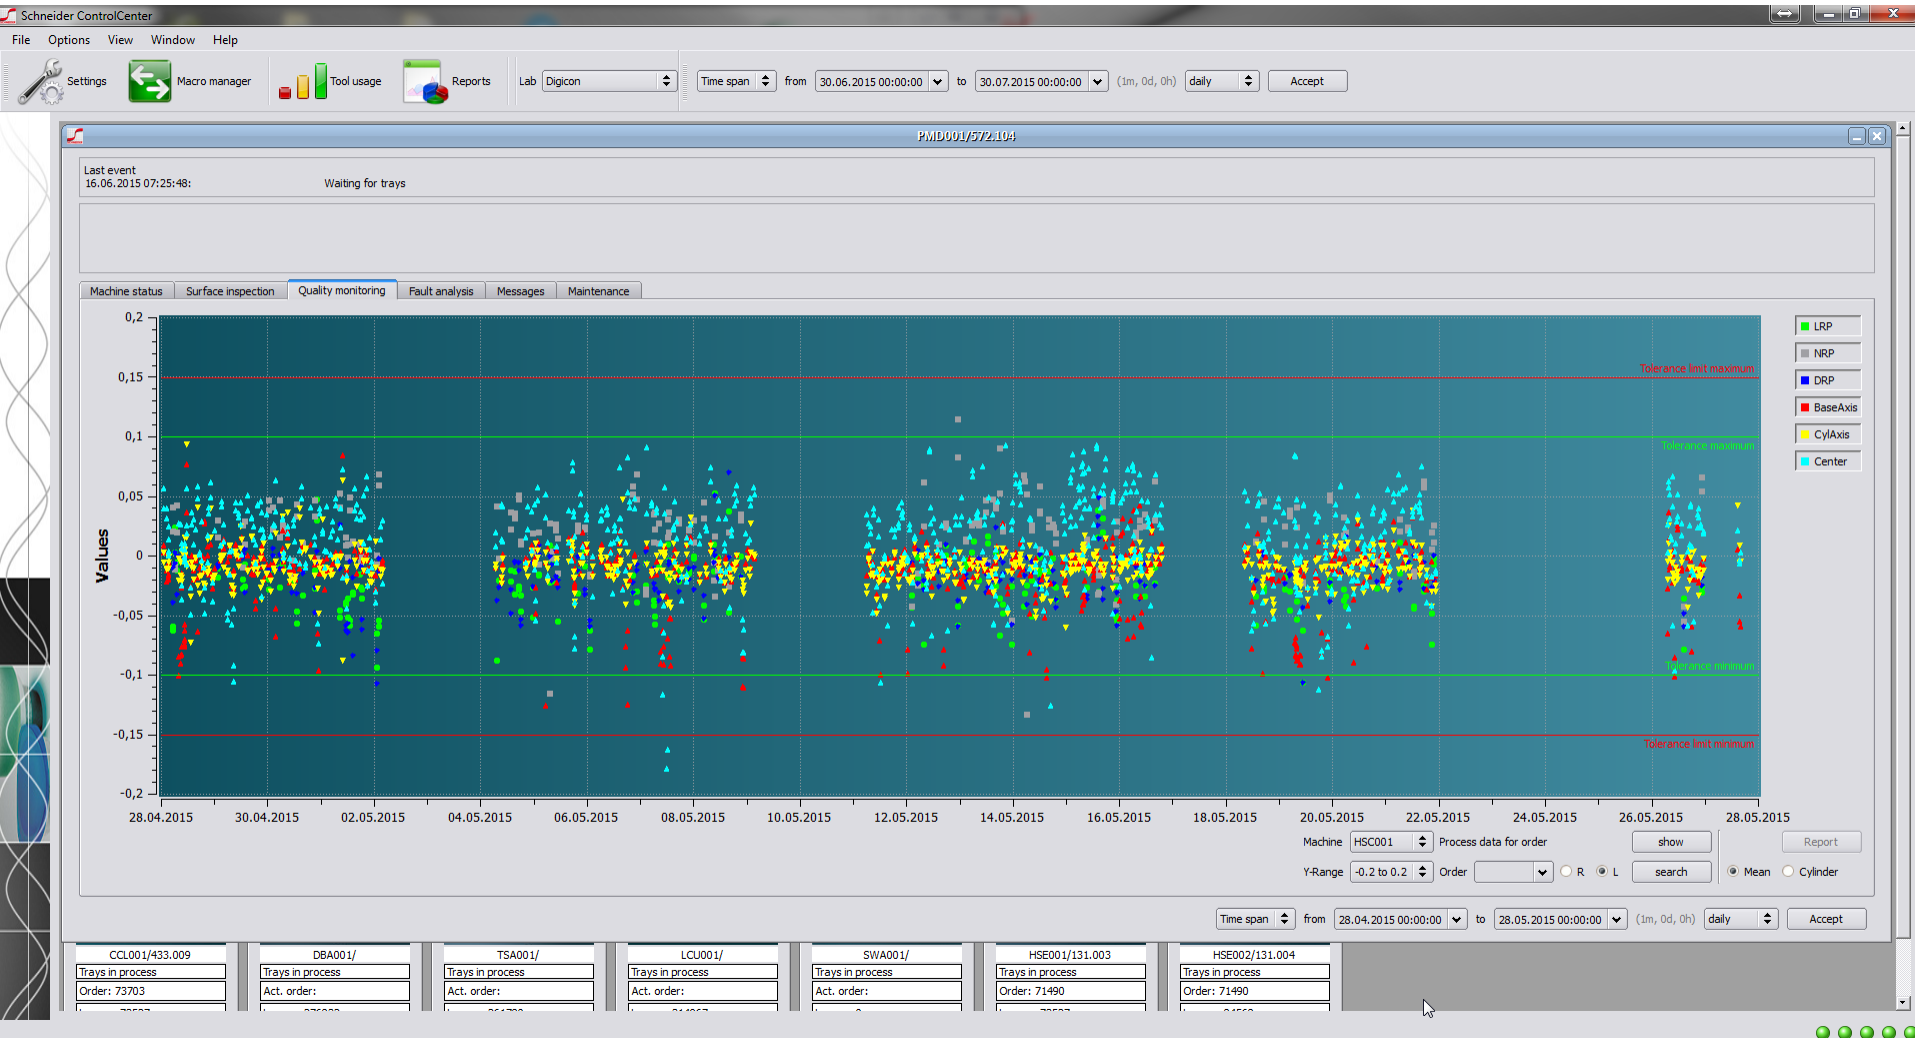 Schneider ControlCenter
File Options View Window Help
Settings Macro manager Tool usage Reports Lab Digicon Time span from 30.06.2015 00:00:00 to 30.07.2015 00:00:00 (1m, 0d, 0h) daily Accept
PMD001/572.104
Last event
16.06.2015 07:25:48: Waiting for trays
Machine status Surface inspection Quality monitoring Fault analysis Messages Maintenance
Values
0,2
0,15
0,1
0,05
0
-0,05
-0,1
-0,15
-0,2
Tolerance limit maximum
Tolerance maximum
Tolerance minimum
Tolerance limit minimum
LRP
NRP
DRP
BaseAxis
CylAxis
Center
28.04.2015 30.04.2015 02.05.2015 04.05.2015 06.05.2015 08.05.2015 10.05.2015 12.05.2015 14.05.2015 16.05.2015 18.05.2015 20.05.2015 22.05.2015 24.05.2015 26.05.2015 28.05.2015
Machine HSC001 Process data for order show Report
Y-Range -0.2 to 0.2 Order R L search Mean Cylinder
Time span from 28.04.2015 00:00:00 to 28.05.2015 00:00:00 (1m, 0d, 0h) daily Accept
CCL001/433.009 DBA001/ TSA001/ LCU001/ SWA001/ HSE001/131.003 HSE002/131.004
Trays in process Trays in process Trays in process Trays in process Trays in process Trays in process Trays in process
Order: 73703 Act. order: Act. order: Act. order: Act. order: Order: 71490 Order: 71490